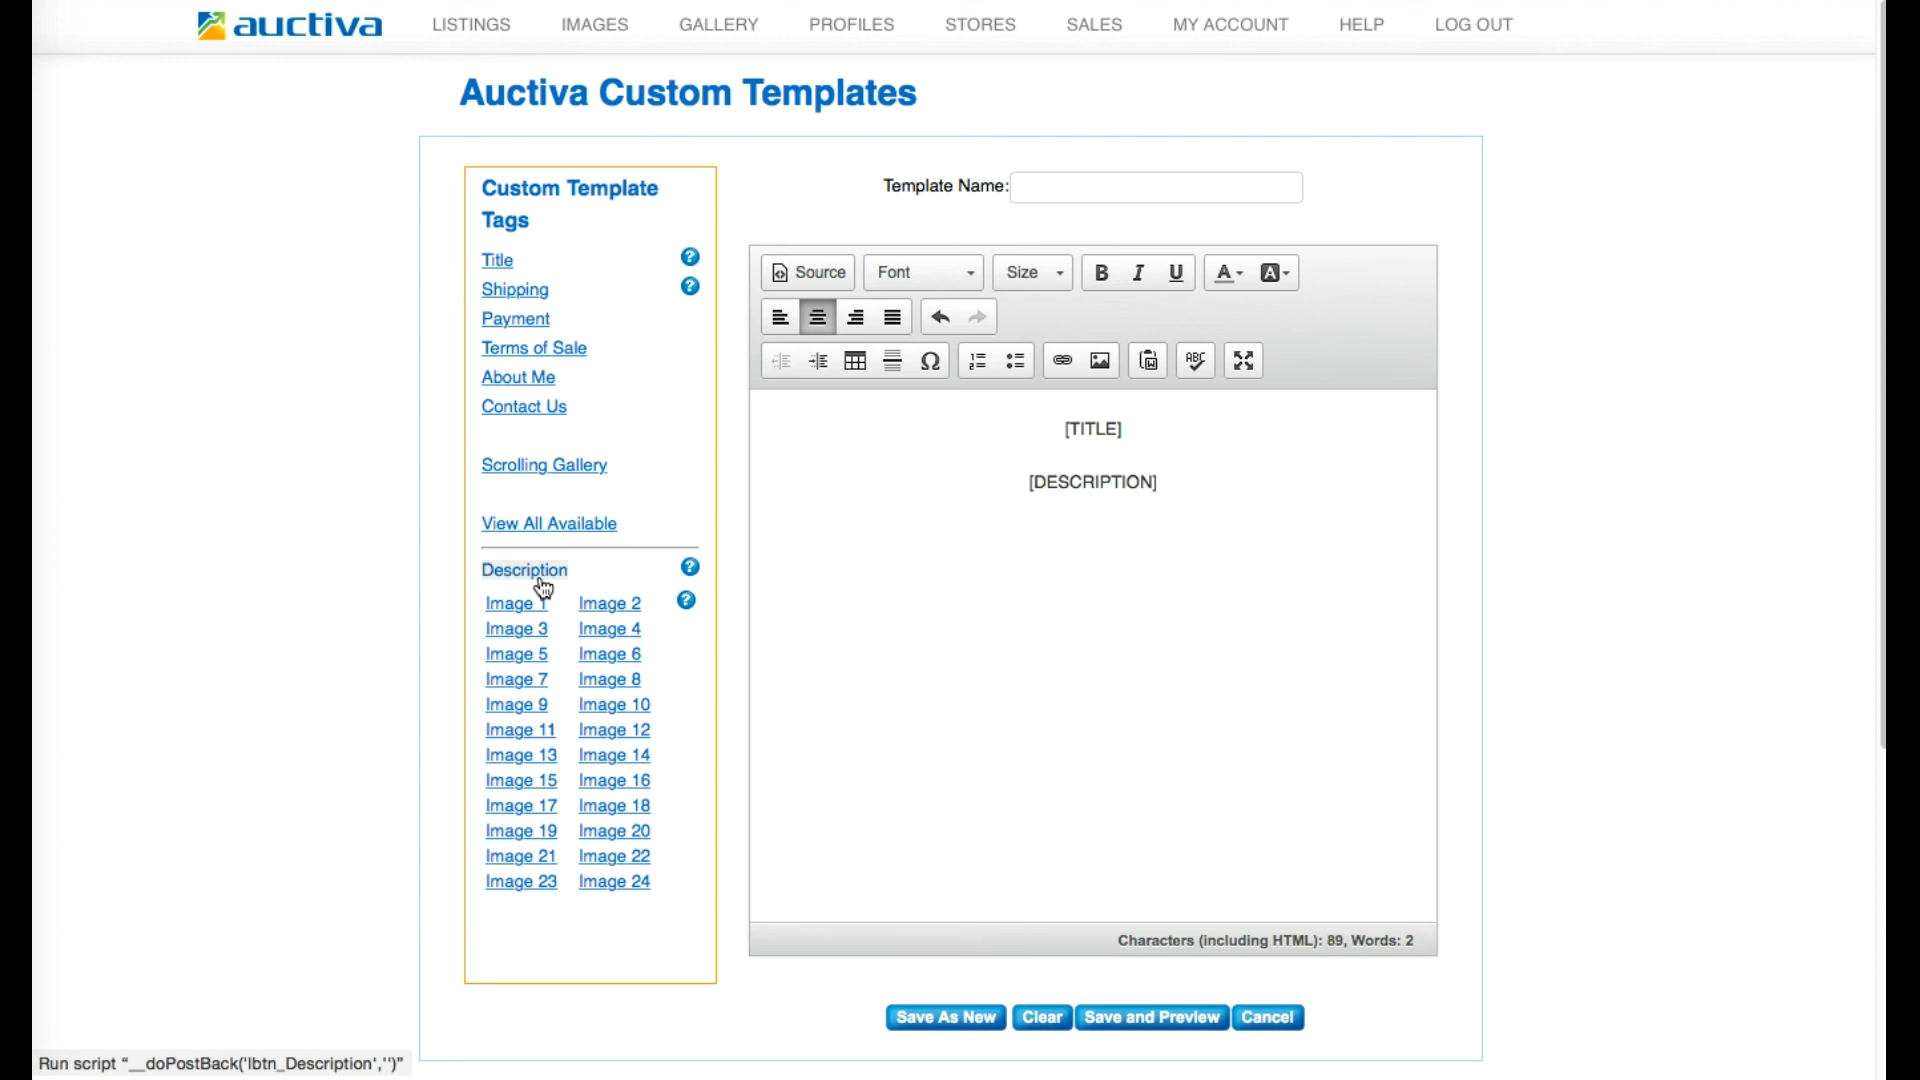 auctiva LISTINGS IMAGES GALLERY PROFILES STORES SALES MY ACCOUNT HELP LOG OUT
Auctiva Custom Templates
Custom Template
Tags
Title ?
Shipping ?
Payment
Terms of Sale
About Me
Contact Us
Scrolling Gallery
View All Available
Description ?
Image 1 Image 2 ?
Image 3 Image 4
Image 5 Image 6
Image 7 Image 8
Image 9 Image 10
Image 11 Image 12
Image 13 Image 14
Image 15 Image 16
Image 17 Image 18
Image 19 Image 20
Image 21 Image 22
Image 23 Image 24
Template Name:
Source Font Size B I U A A
Ω ABC
[TITLE]
[DESCRIPTION]
Characters (including HTML): 89, Words: 2
Save As New Clear Save and Preview Cancel
Run script “__doPostBack('lbtn_Description','')”